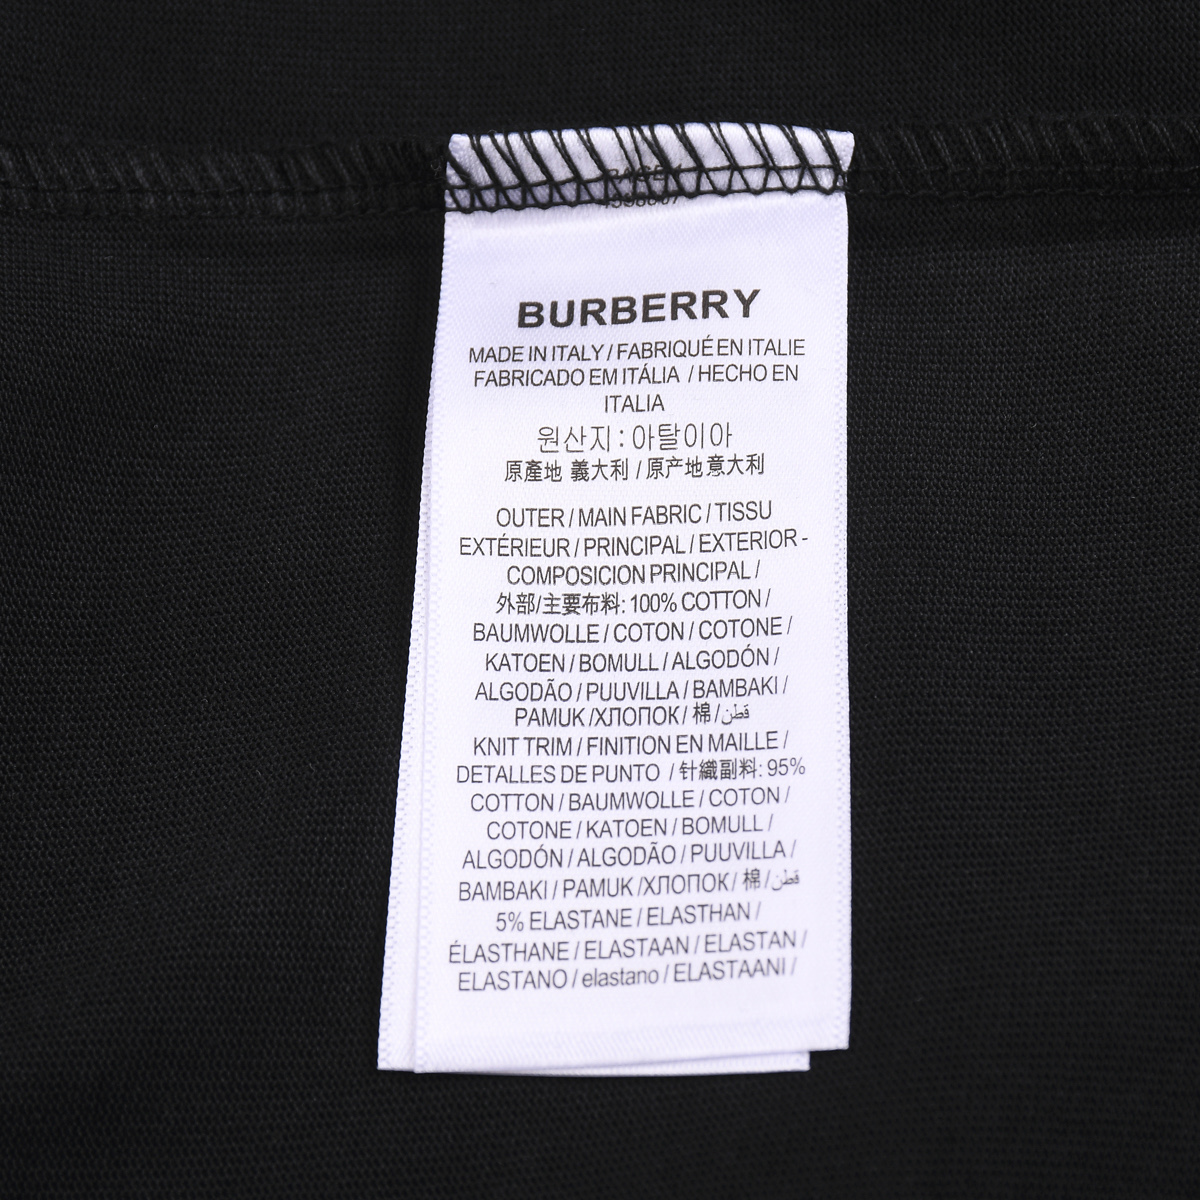 BURBERRY
MADE IN ITALY / FABRIQUÉ EN ITALIE
FABRICADO EM ITÁLIA / HECHO EN
ITALIA
원산지 : 아탈이아
原產地 義大利 / 原产地意大利
OUTER / MAIN FABRIC / TISSU
EXTÉRIEUR / PRINCIPAL / EXTERIOR -
COMPOSICION PRINCIPAL /
外部/主要布料: 100% COTTON /
BAUMWOLLE / COTON / COTONE /
KATOEN / BOMULL / ALGODÓN /
ALGODÃO / PUUVILLA / BAMBAKI /
PAMUK /ХЛОПОК / 棉 /قطن
KNIT TRIM / FINITION EN MAILLE /
DETALLES DE PUNTO / 针織副料: 95%
COTTON / BAUMWOLLE / COTON /
COTONE / KATOEN / BOMULL /
ALGODÓN / ALGODÃO / PUUVILLA /
BAMBAKI / PAMUK /ХЛОПОК / 棉 /قطن
5% ELASTANE / ELASTHAN /
ÉLASTHANE / ELASTAAN / ELASTAN /
ELASTANO / elastano / ELASTAANI /